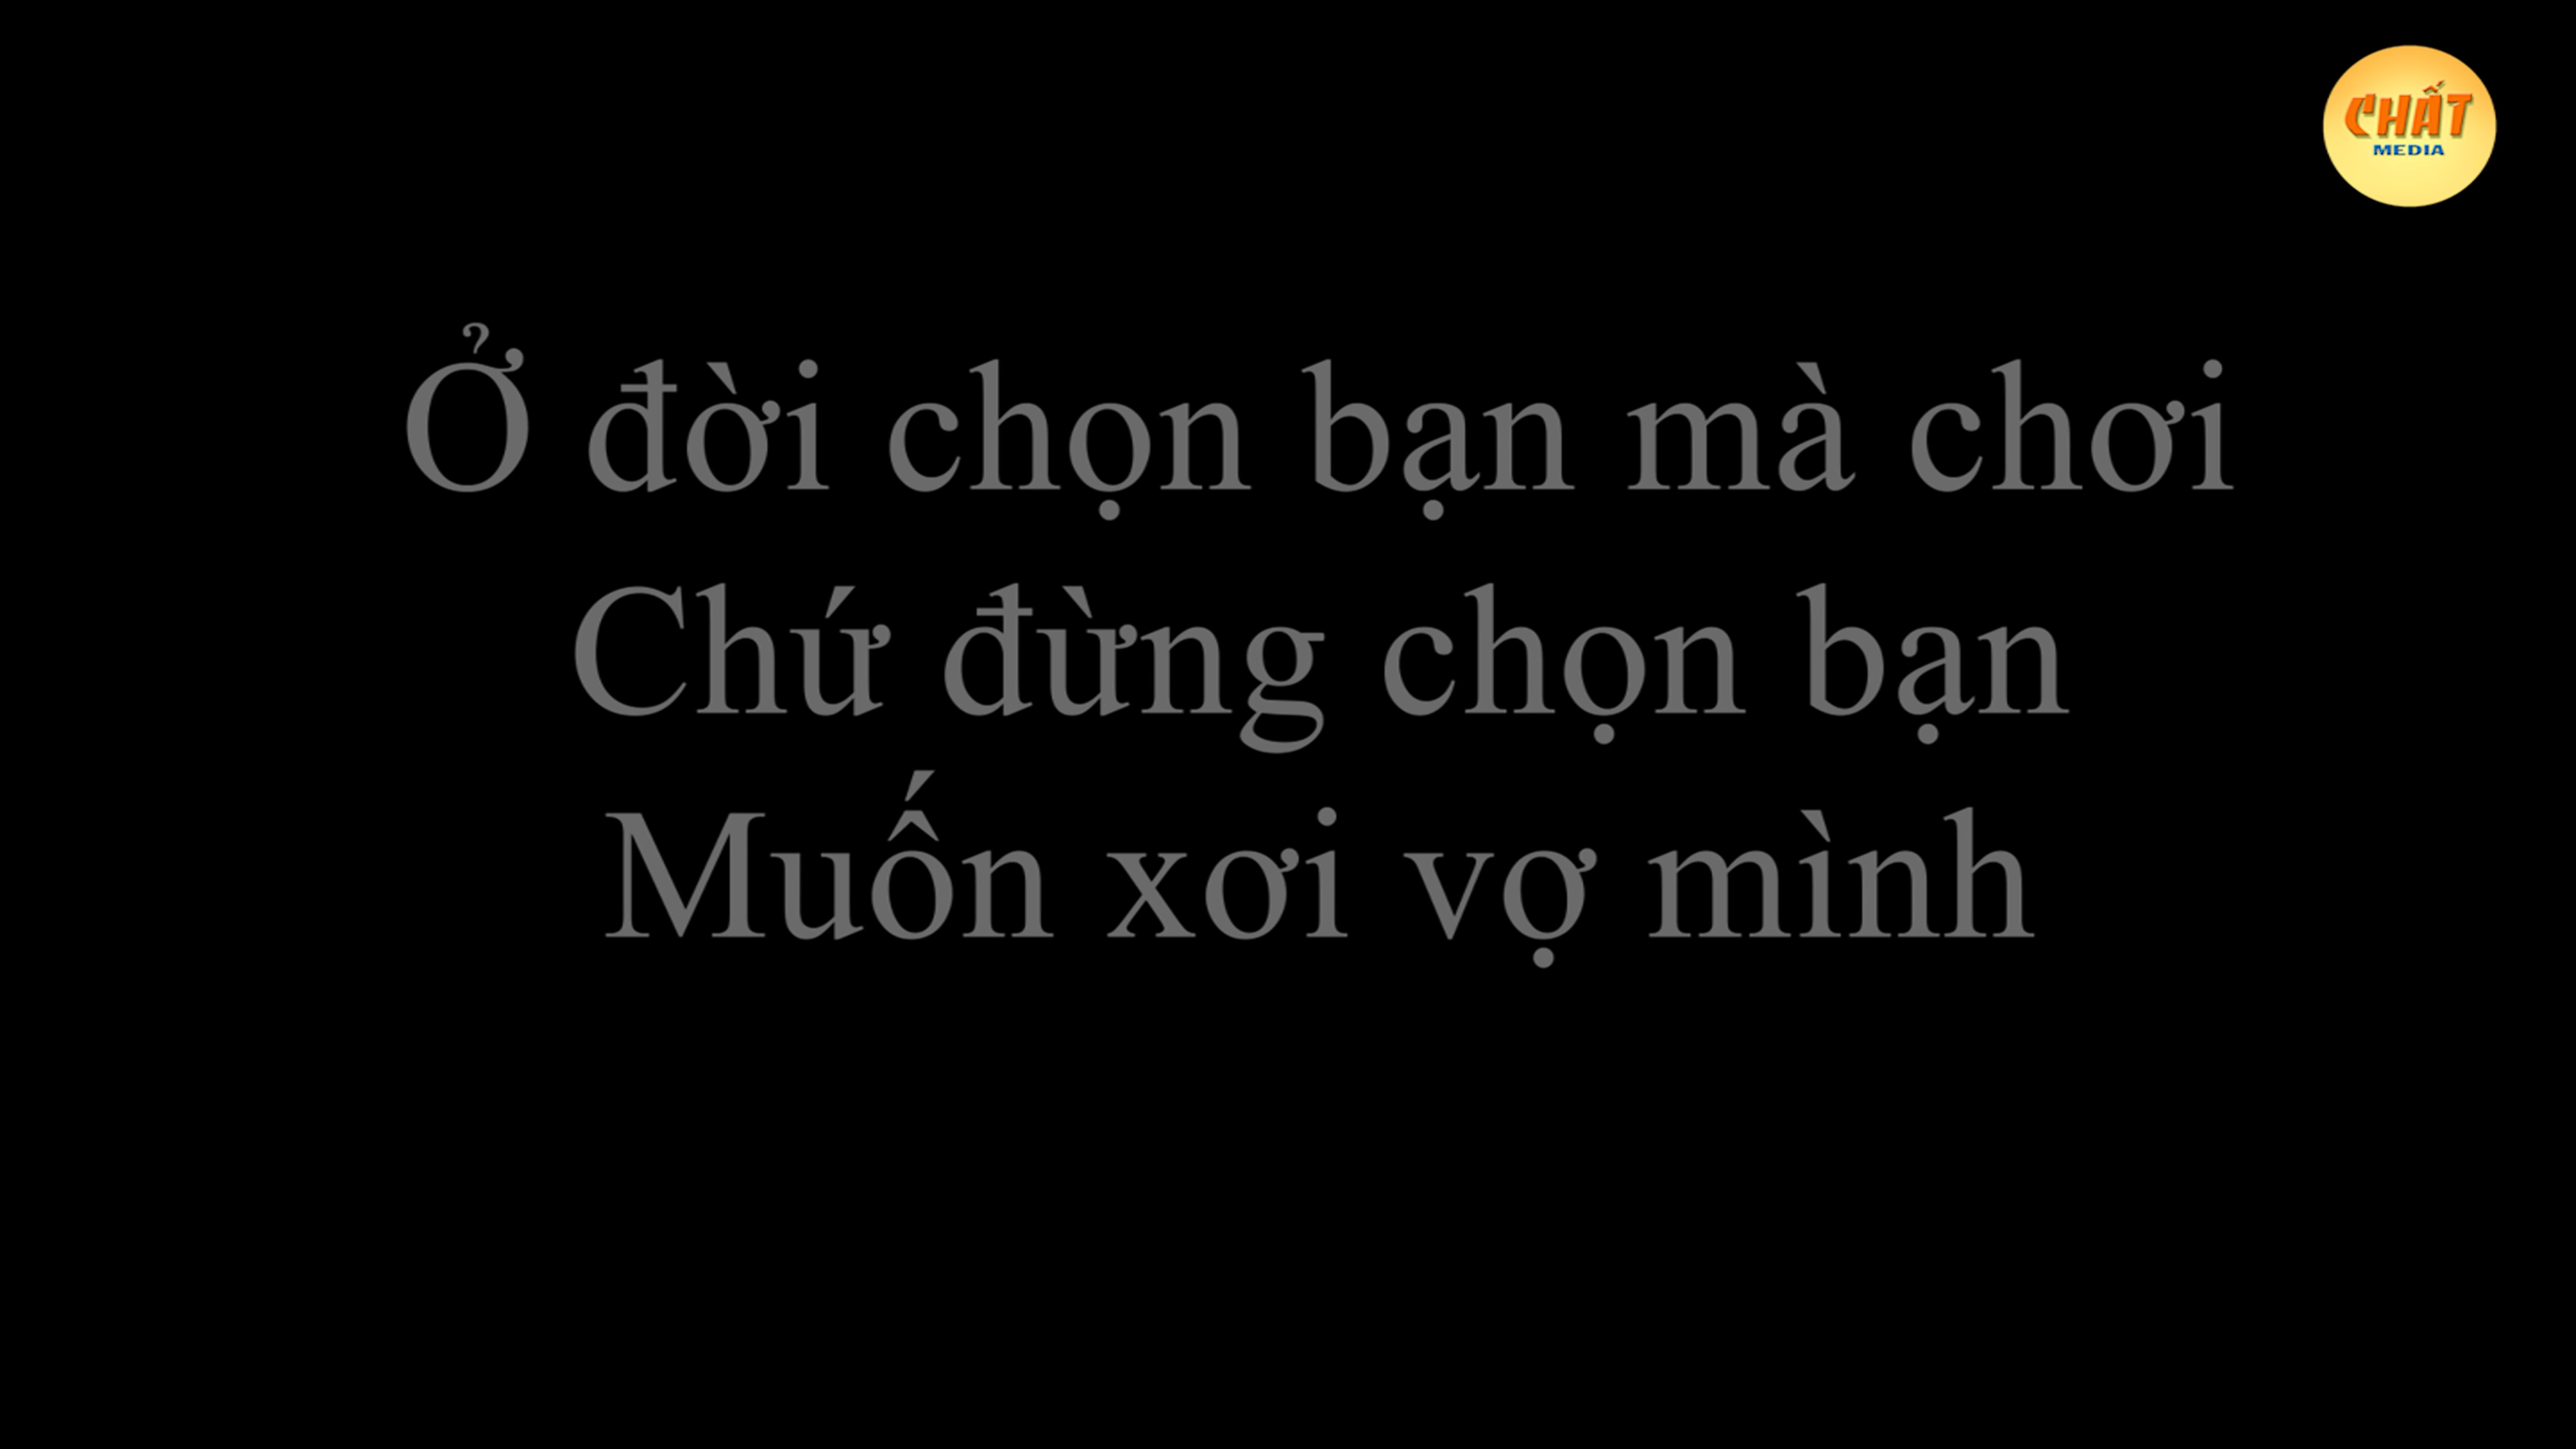 CHẤT
MEDIA
Ở đời chọn bạn mà chơi
Chứ đừng chọn bạn
Muốn xơi vợ mình